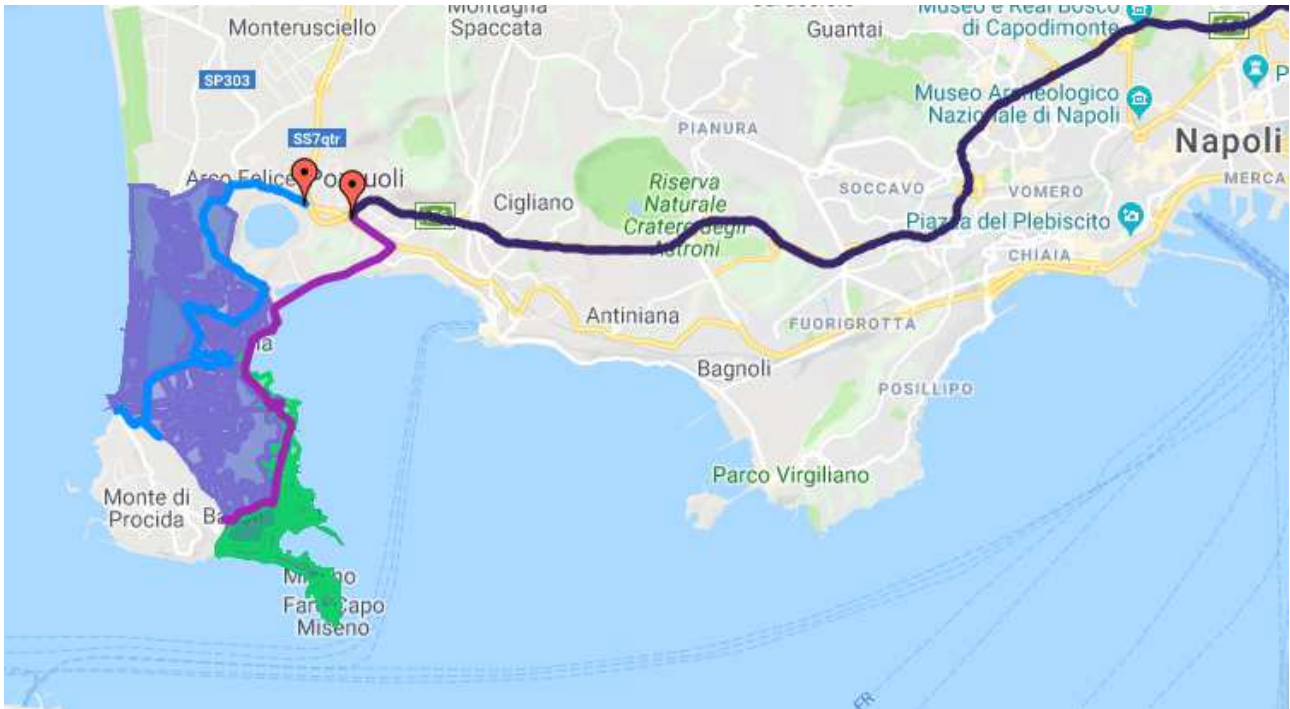 Montagna
Spaccata
Museo e Real Bosco
di Capodimonte
Monterusciello
Guantai
SP303
Museo Archeologico
Nazionale di Napoli
P
PIANURA
Napoli
SS7qtr
Arco Felice
Pozzuoli
Cigliano
Riserva
Naturale
Cratere degli
Astroni
SOCCAVO
VOMERO
MERCA
Piazza del Plebiscito
CHIAIA
Antiniana
FUORIGROTTA
Bagnoli
POSILLIPO
Parco Virgiliano
Monte di
Procida
Miseno
Faro Capo
Miseno
FR